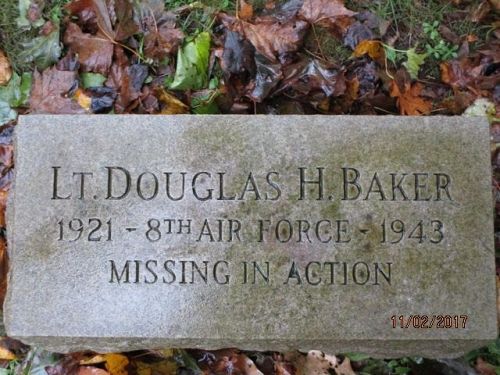 LT. DOUGLAS H. BAKER
1921 - 8TH AIR FORCE - 1943
MISSING IN ACTION
11/02/2017